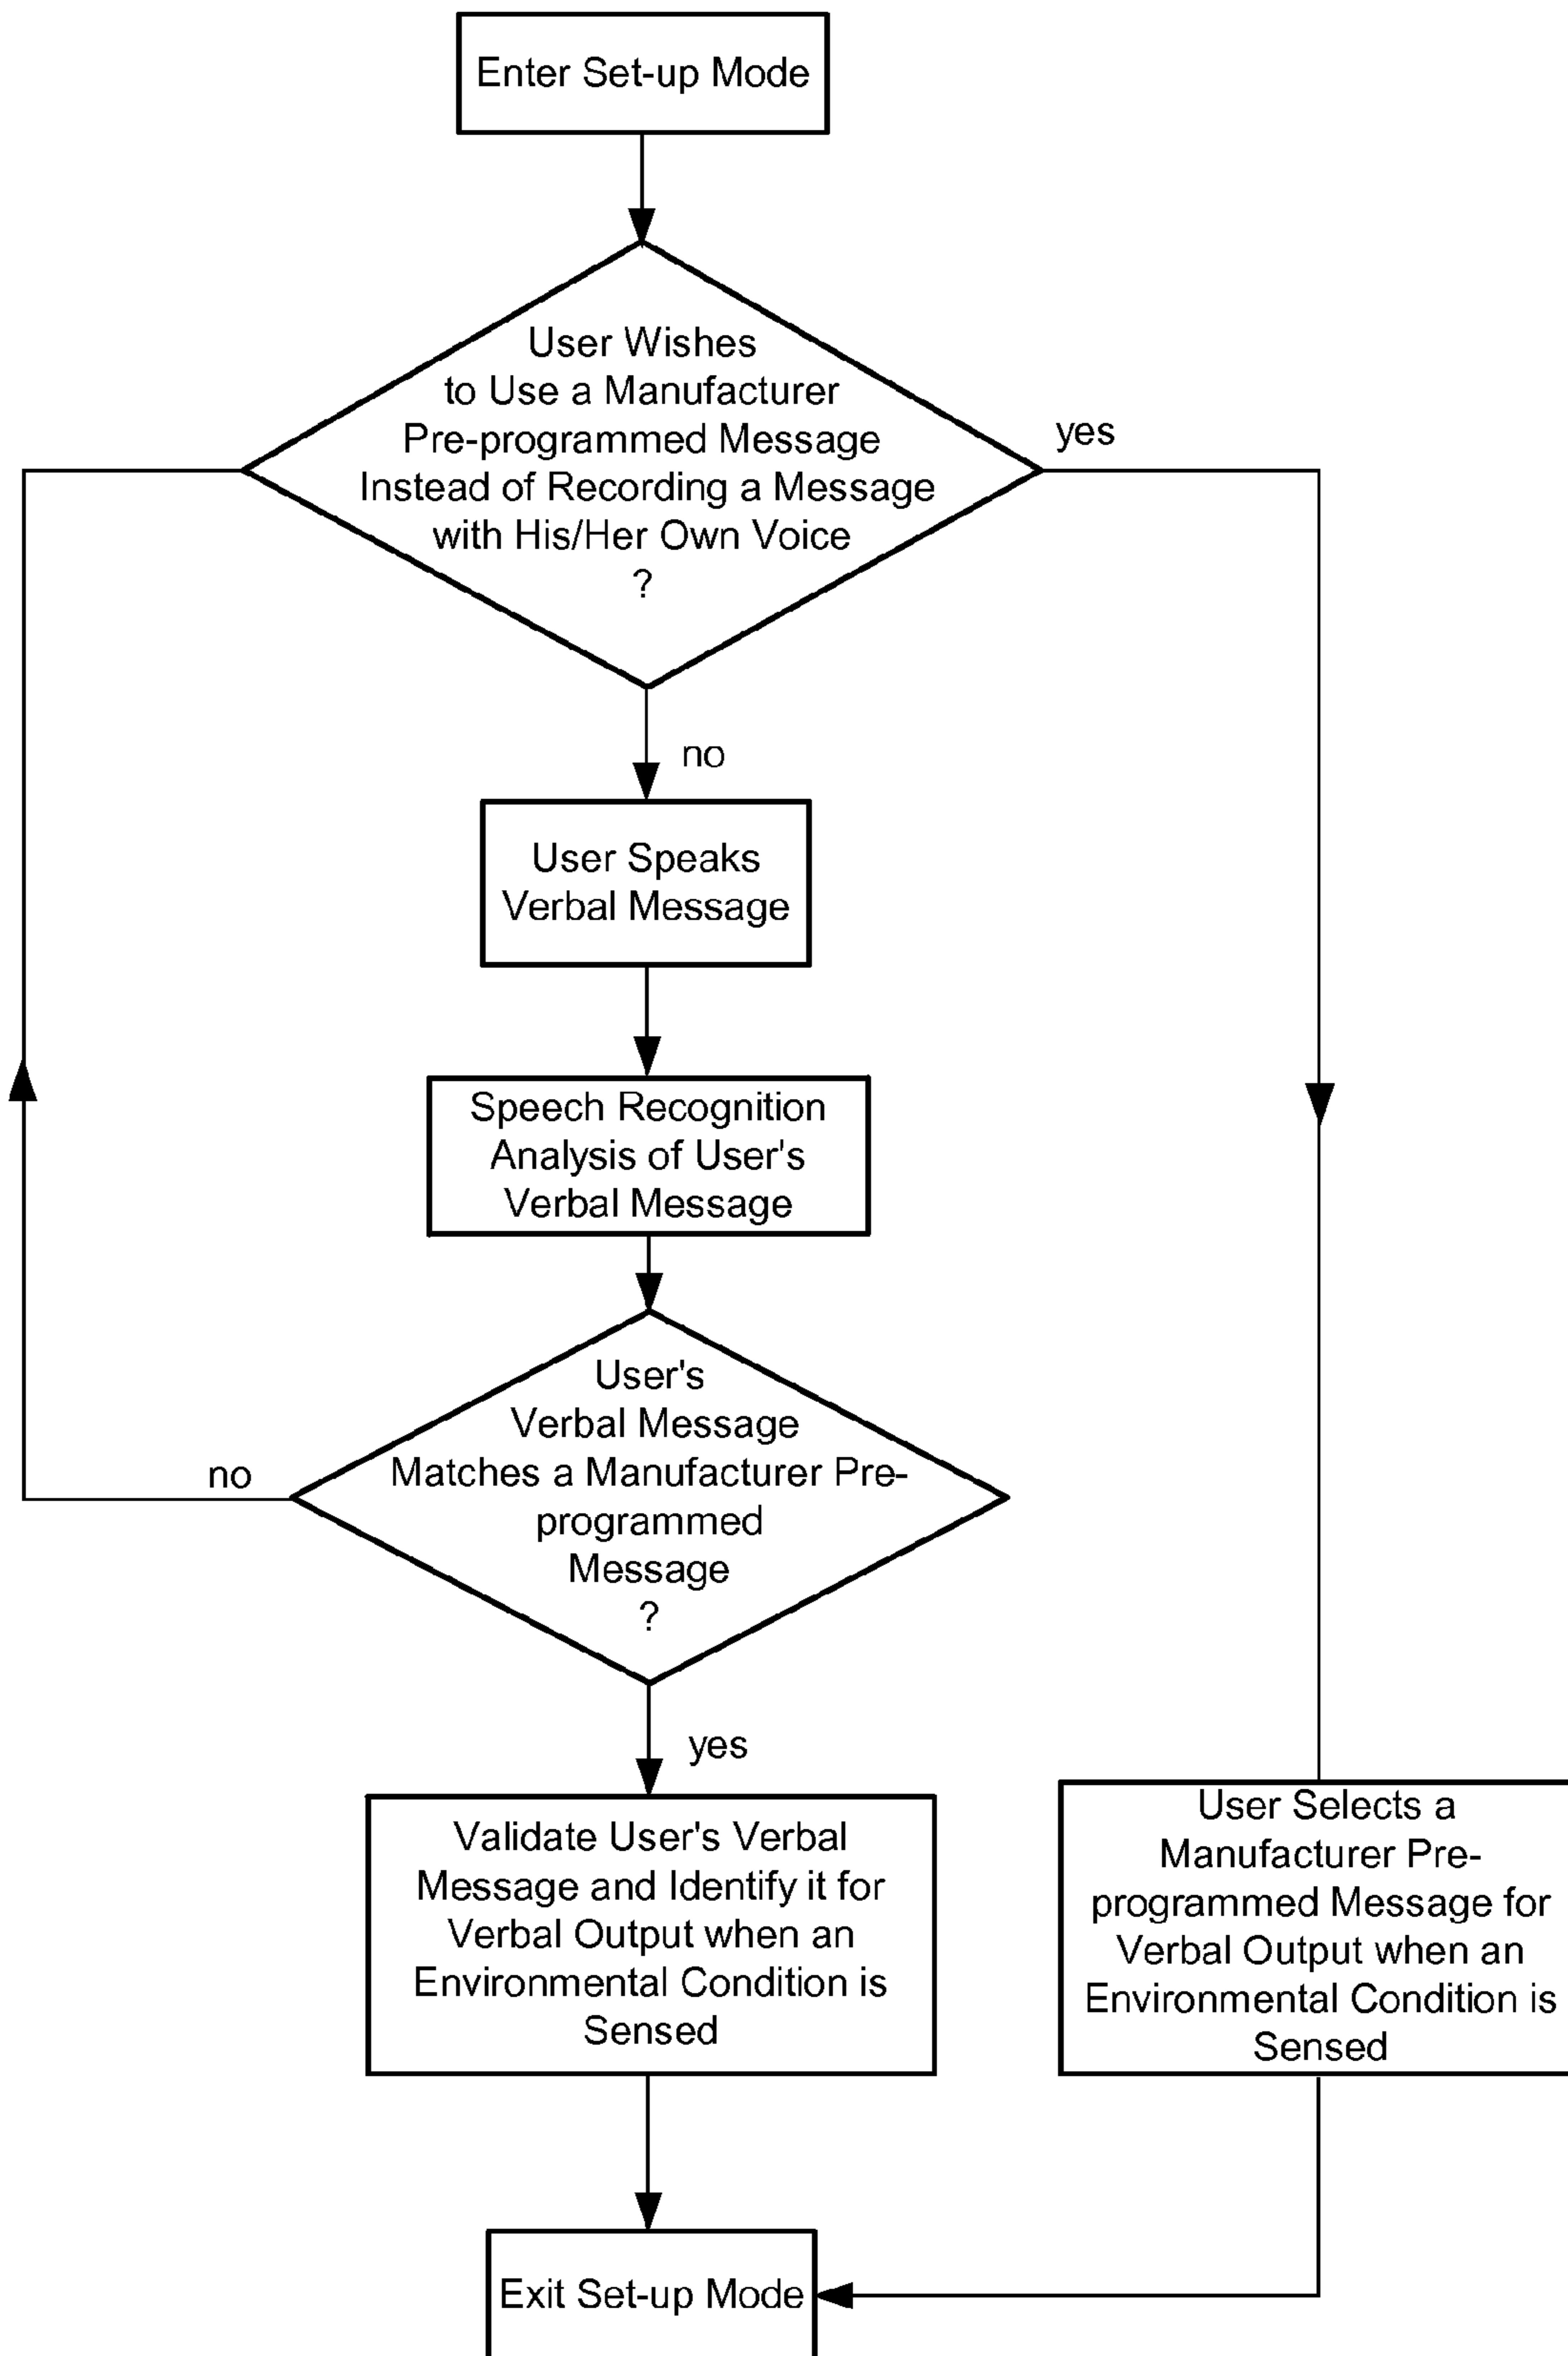 Enter Set-up Mode
User Wishes
to Use a Manufacturer
Pre-programmed Message
Instead of Recording a Message
with His/Her Own Voice
?
yes
no
User Speaks
Verbal Message
Speech Recognition
Analysis of User's
Verbal Message
User's
Verbal Message
Matches a Manufacturer Pre-
programmed
Message
?
no
yes
Validate User's Verbal
Message and Identify it for
Verbal Output when an
Environmental Condition is
Sensed
User Selects a
Manufacturer Pre-
programmed Message for
Verbal Output when an
Environmental Condition is
Sensed
Exit Set-up Mode